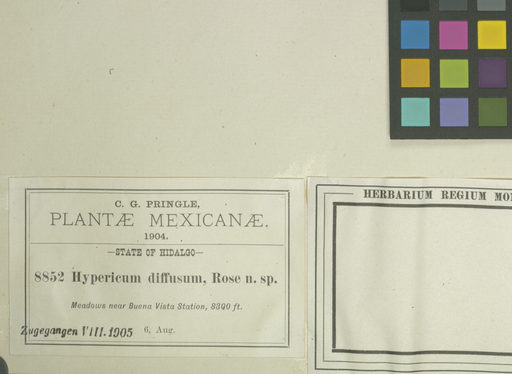 C. G. PRINGLE,
PLANTÆ MEXICANÆ.
1904.
—STATE OF HIDALGO—
8852 Hypericum diffusum, Rose n. sp.
Meadows near Buena Vista Station, 8300 ft.
Zugegangen VIII.1905 6, Aug.
HERBARIUM REGIUM MO